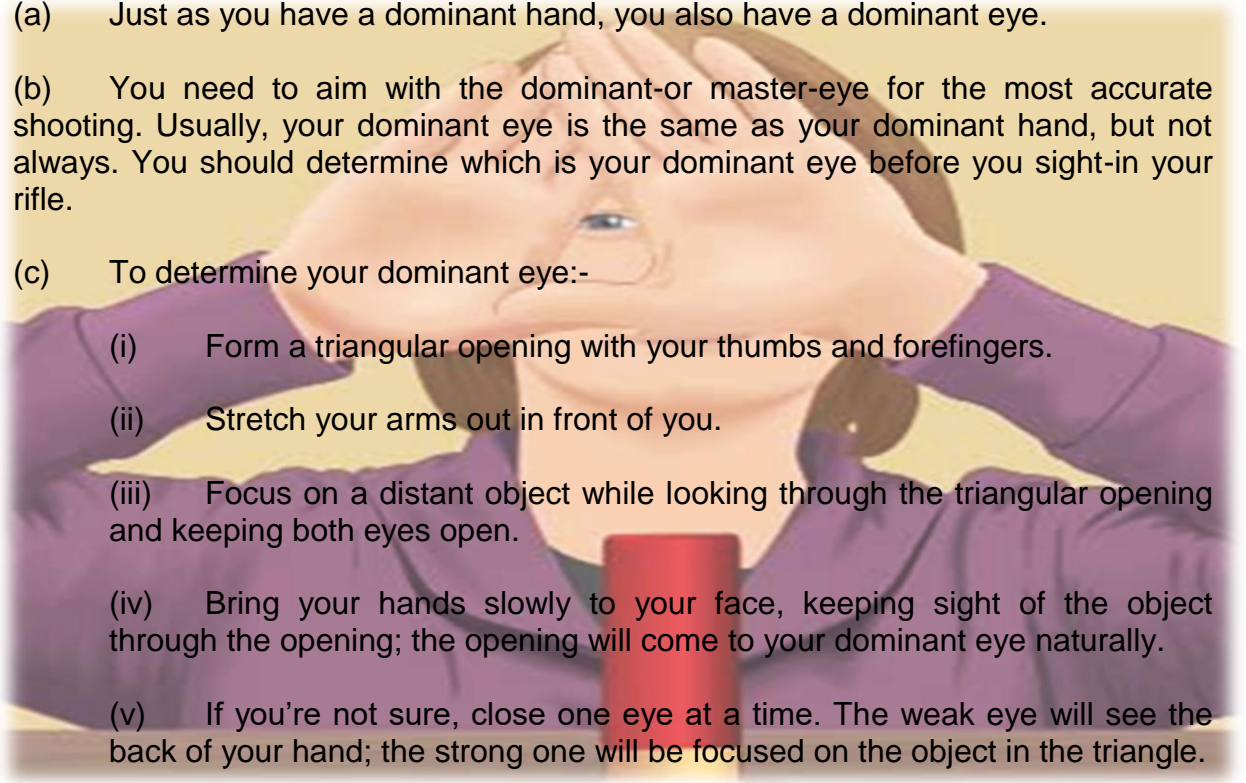 (a) Just as you have a dominant hand, you also have a dominant eye.
(b) You need to aim with the dominant-or master-eye for the most accurate
shooting. Usually, your dominant eye is the same as your dominant hand, but not
always. You should determine which is your dominant eye before you sight-in your
rifle.
(c) To determine your dominant eye:-
(i) Form a triangular opening with your thumbs and forefingers.
(ii) Stretch your arms out in front of you.
(iii) Focus on a distant object while looking through the triangular opening
and keeping both eyes open.
(iv) Bring your hands slowly to your face, keeping sight of the object
through the opening; the opening will come to your dominant eye naturally.
(v) If you’re not sure, close one eye at a time. The weak eye will see the
back of your hand; the strong one will be focused on the object in the triangle.